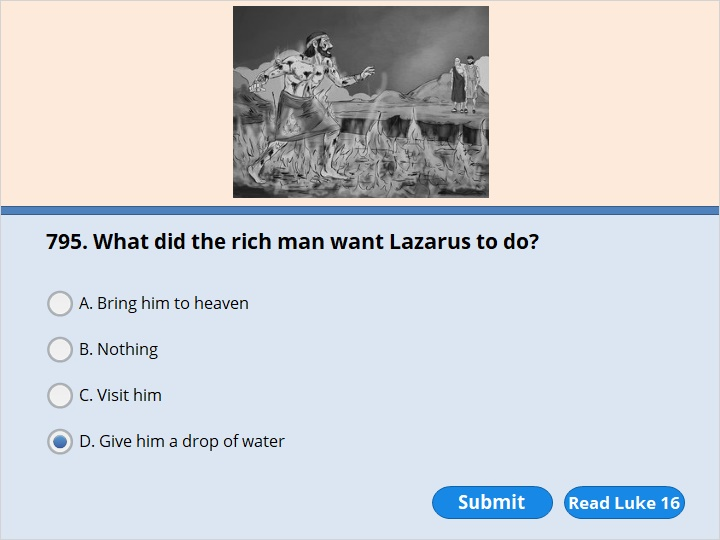 795. What did the rich man want Lazarus to do?
A. Bring him to heaven
B. Nothing
C. Visit him
D. Give him a drop of water
Submit
Read Luke 16